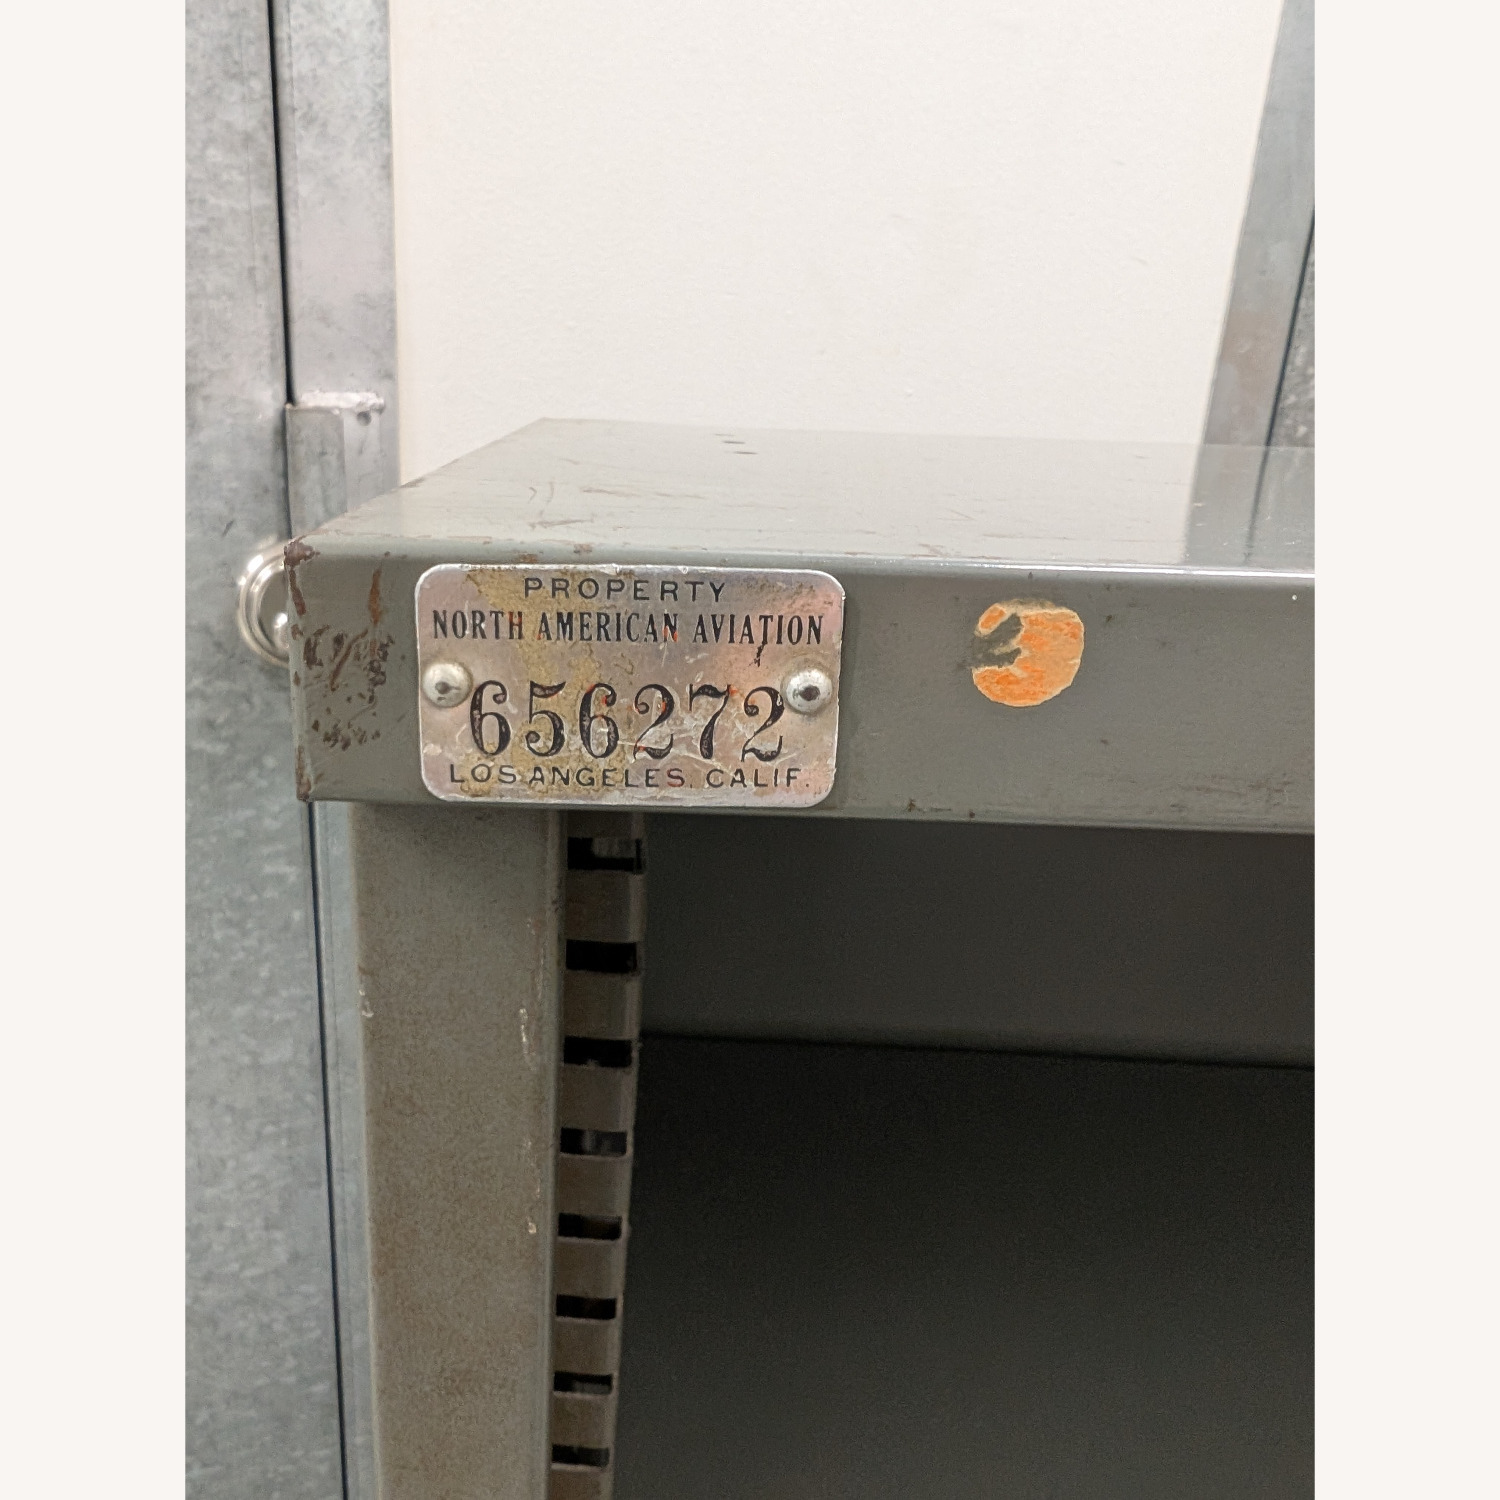 PROPERTY
NORTH AMERICAN AVIATION
656272
LOS ANGELES, CALIF.